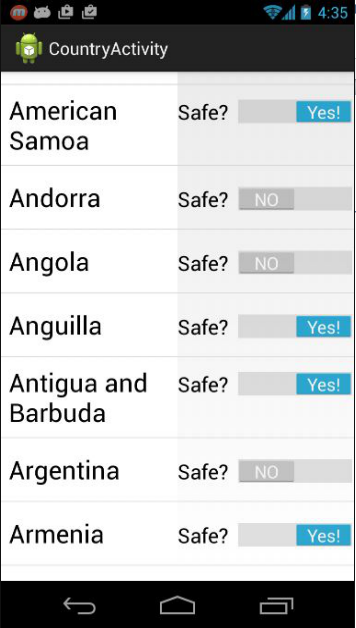 4:35
CountryActivity
American
Samoa
Safe? Yes!
Andorra Safe? NO
Angola Safe? NO
Anguilla Safe? Yes!
Antigua and
Barbuda
Safe? Yes!
Argentina Safe? NO
Armenia Safe? Yes!